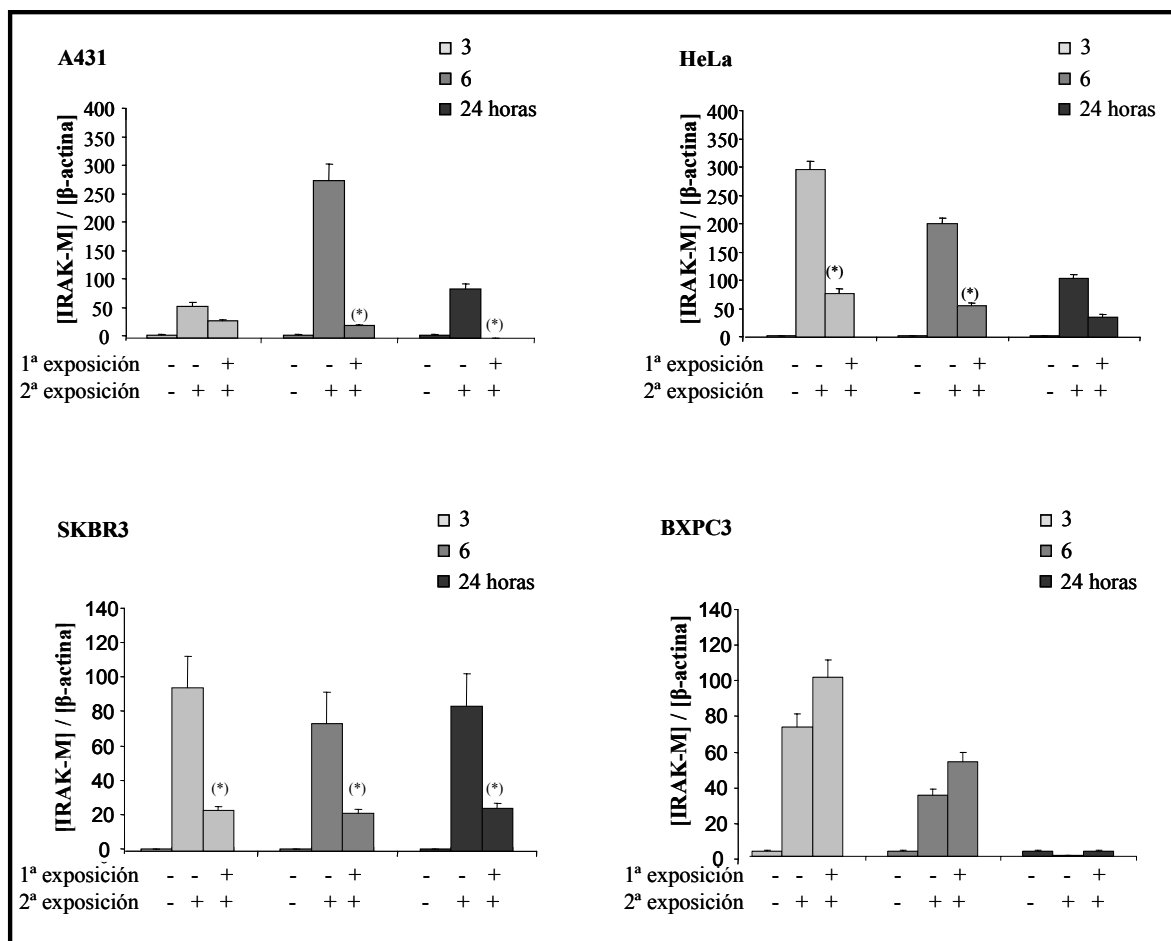 A431
3
6
24 horas
[IRAK-M] / [β-actina]
400
350
300
250
200
150
100
50
0
(*)
(*)
1ª exposición - - + - - + - - +
2ª exposición - + + - + + - + +
HeLa
3
6
24 horas
[IRAK-M] / [β-actina]
400
350
300
250
200
150
100
50
0
(*)
(*)
1ª exposición - - + - - + - - +
2ª exposición - + + - + + - + +
SKBR3
3
6
24 horas
[IRAK-M] / [β-actina]
140
120
100
80
60
40
20
0
(*)
(*)
(*)
1ª exposición - - + - - + - - +
2ª exposición - + + - + + - + +
BXPC3
3
6
24 horas
[IRAK-M] / [β-actina]
140
120
100
80
60
40
20
0
1ª exposición - - + - - + - - +
2ª exposición - + + - + + - + +